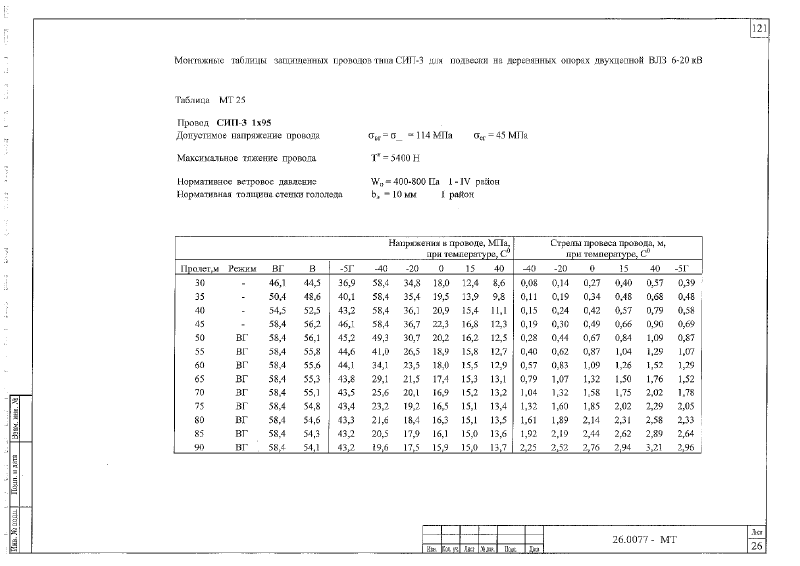 121
Монтажные таблицы защищенных проводов типа СИП-3 для подвески на деревянных опорах двухцепной ВЛЗ 6-20 кВ
Таблица МТ 25
Провод СИП-3 1х95
Допустимое напряжение провода σвг = σ_ = 114 МПа σсг = 45 МПа
Максимальное тяжение провода Tн = 5400 Н
Нормативное ветровое давление Wо = 400-800 Па I - IV район
Нормативная толщина стенки гололеда bэ = 10 мм I район
Напряжения в проводе, МПа, Стрелы провеса провода, м,
при температуре, С⁰ при температуре, С⁰
Пролет,м Режим ВГ В -5Г -40 -20 0 15 40 -40 -20 0 15 40 -5Г
30 - 46,1 44,5 36,9 58,4 34,8 18,0 12,4 8,6 0,08 0,14 0,27 0,40 0,57 0,39
35 - 50,4 48,6 40,1 58,4 35,4 19,5 13,9 9,8 0,11 0,19 0,34 0,48 0,68 0,48
40 - 54,5 52,5 43,2 58,4 36,1 20,9 15,4 11,1 0,15 0,24 0,42 0,57 0,79 0,58
45 - 58,4 56,2 46,1 58,4 36,7 22,3 16,8 12,3 0,19 0,30 0,49 0,66 0,90 0,69
50 ВГ 58,4 56,1 45,2 49,3 30,7 20,2 16,2 12,5 0,28 0,44 0,67 0,84 1,09 0,87
55 ВГ 58,4 55,8 44,6 41,0 26,5 18,9 15,8 12,7 0,40 0,62 0,87 1,04 1,29 1,07
60 ВГ 58,4 55,6 44,1 34,1 23,5 18,0 15,5 12,9 0,57 0,83 1,09 1,26 1,52 1,29
65 ВГ 58,4 55,3 43,8 29,1 21,5 17,4 15,3 13,1 0,79 1,07 1,32 1,50 1,76 1,52
70 ВГ 58,4 55,1 43,5 25,6 20,1 16,9 15,2 13,2 1,04 1,32 1,58 1,75 2,02 1,78
75 ВГ 58,4 54,8 43,4 23,2 19,2 16,5 15,1 13,4 1,32 1,60 1,85 2,02 2,29 2,05
80 ВГ 58,4 54,6 43,3 21,6 18,4 16,3 15,1 13,5 1,61 1,89 2,14 2,31 2,58 2,33
85 ВГ 58,4 54,3 43,2 20,5 17,9 16,1 15,0 13,6 1,92 2,19 2,44 2,62 2,89 2,64
90 ВГ 58,4 54,1 43,2 19,6 17,5 15,9 15,0 13,7 2,25 2,52 2,76 2,94 3,21 2,96
Взам. инв. №
Подп. и дата
Инв. № подл.
Изм. Кол. уч. Лист № док. Подп. Дата
26.0077 - МТ
Лист
26